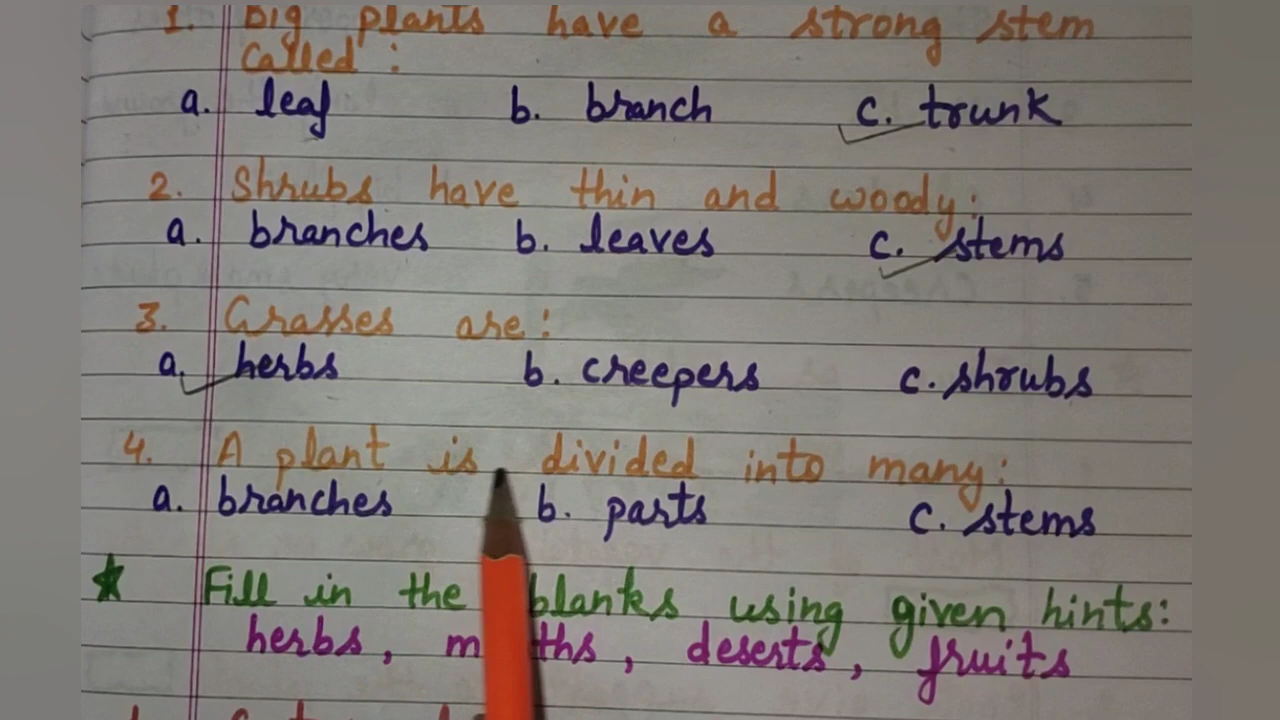 1. Big plants have a strong stem
called :
a. leaf b. branch c. trunk
2. Shrubs have thin and woody:
a. branches b. leaves c. stems
3. Grasses are:
a. herbs b. creepers c. shrubs
4. A plant is divided into many:
a. branches b. parts c. stems
Fill in the blanks using given hints:
herbs, deserts, fruits